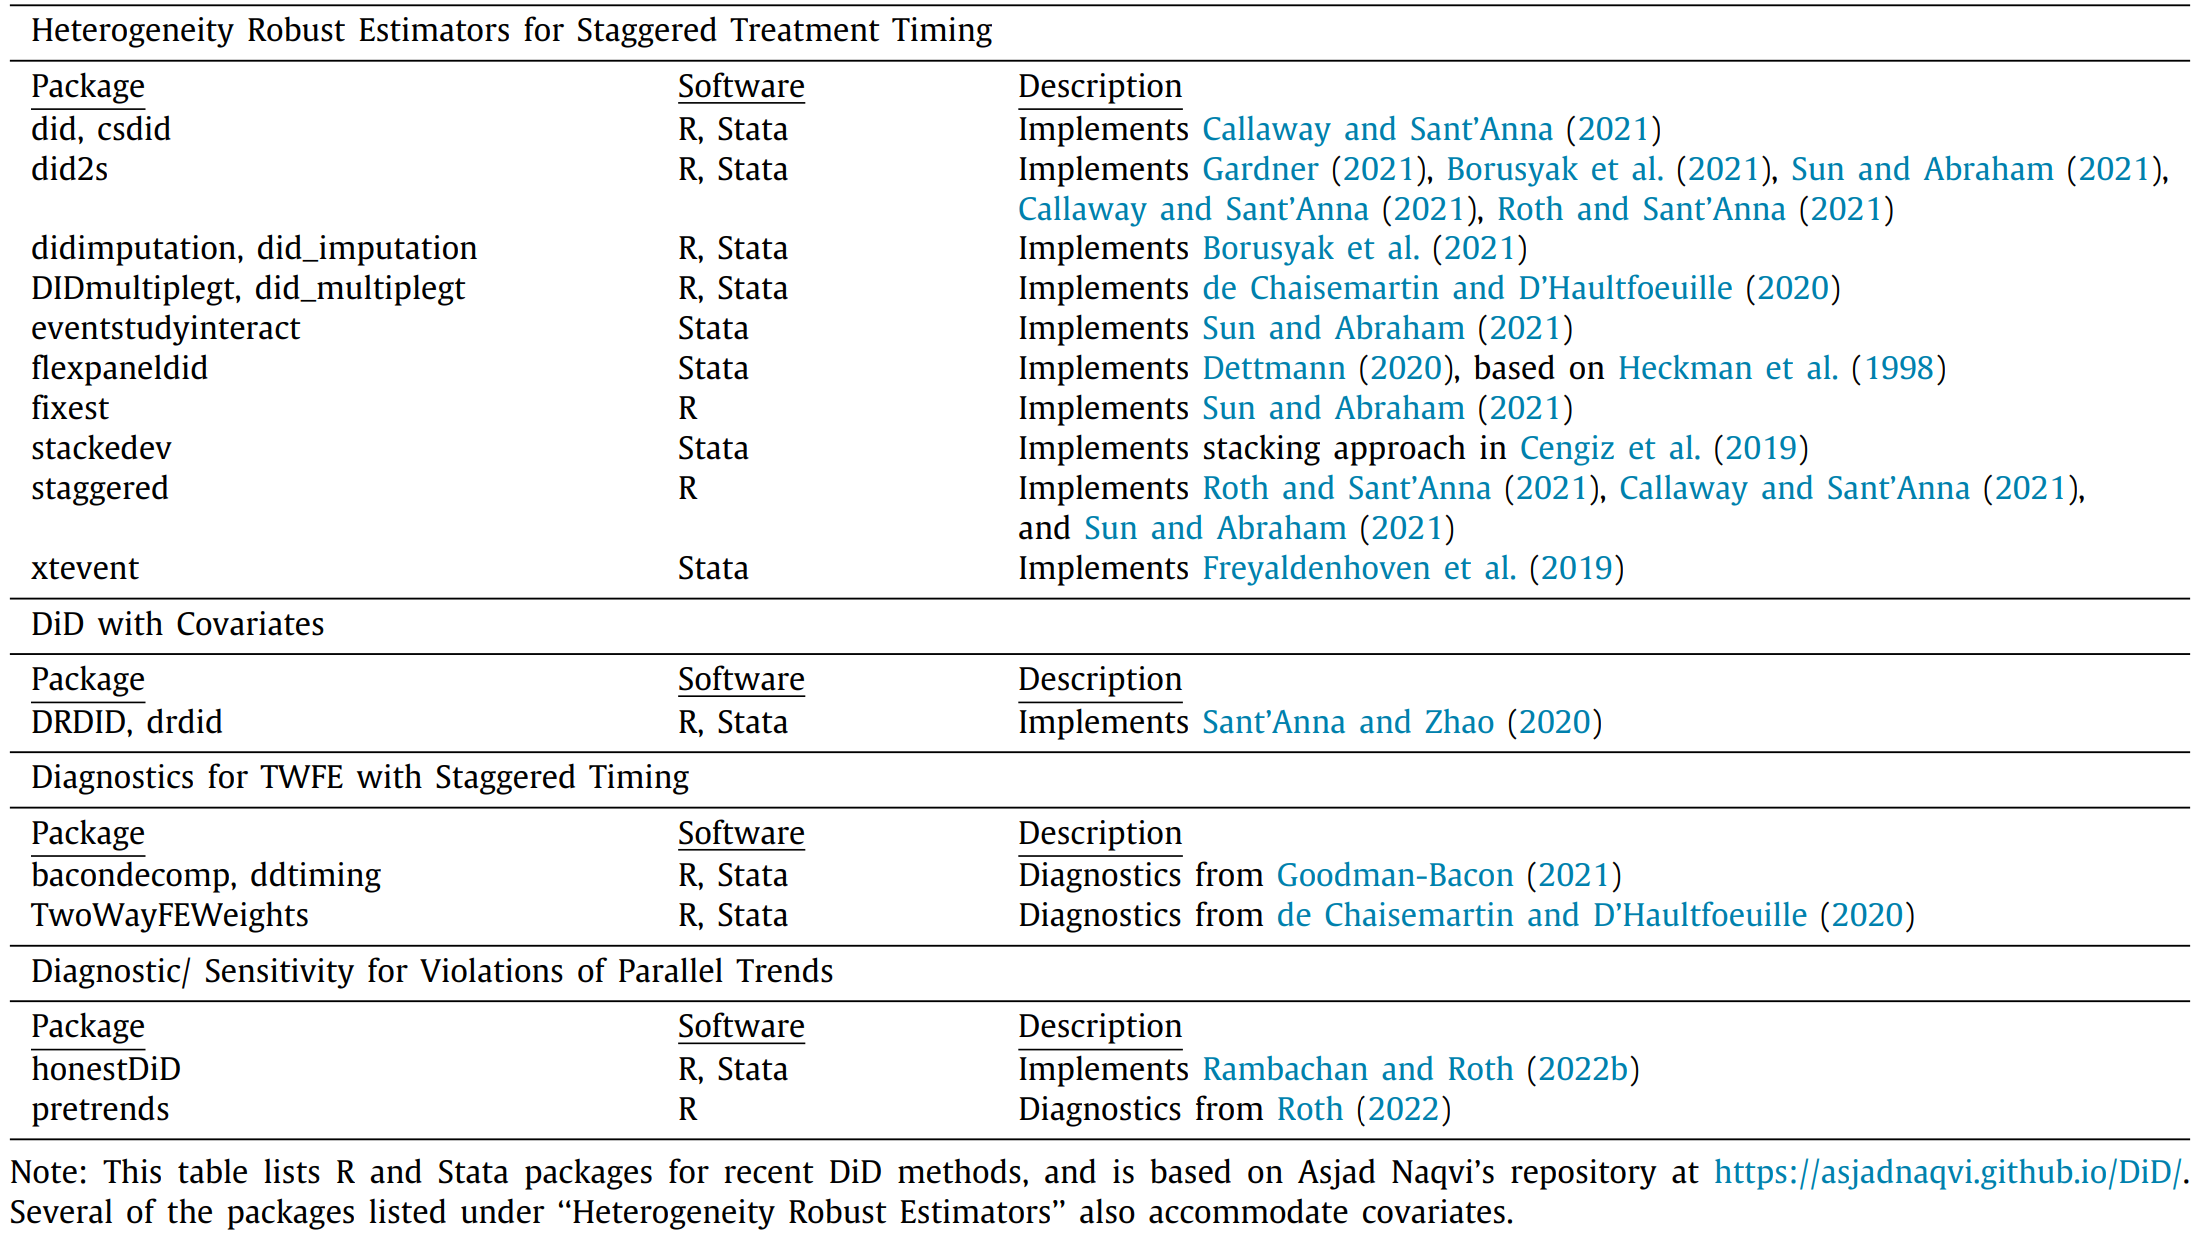 Heterogeneity Robust Estimators for Staggered Treatment Timing
Package Software Description
did, csdid R, Stata Implements Callaway and Sant’Anna (2021)
did2s R, Stata Implements Gardner (2021), Borusyak et al. (2021), Sun and Abraham (2021),
Callaway and Sant’Anna (2021), Roth and Sant’Anna (2021)
didimputation, did_imputation R, Stata Implements Borusyak et al. (2021)
DIDmultiplegt, did_multiplegt R, Stata Implements de Chaisemartin and D’Haultfoeuille (2020)
eventstudyinteract Stata Implements Sun and Abraham (2021)
flexpaneldid Stata Implements Dettmann (2020), based on Heckman et al. (1998)
fixest R Implements Sun and Abraham (2021)
stackedev Stata Implements stacking approach in Cengiz et al. (2019)
staggered R Implements Roth and Sant’Anna (2021), Callaway and Sant’Anna (2021),
and Sun and Abraham (2021)
xtevent Stata Implements Freyaldenhoven et al. (2019)
DiD with Covariates
Package Software Description
DRDID, drdid R, Stata Implements Sant’Anna and Zhao (2020)
Diagnostics for TWFE with Staggered Timing
Package Software Description
bacondecomp, ddtiming R, Stata Diagnostics from Goodman-Bacon (2021)
TwoWayFEWeights R, Stata Diagnostics from de Chaisemartin and D’Haultfoeuille (2020)
Diagnostic/ Sensitivity for Violations of Parallel Trends
Package Software Description
honestDiD R, Stata Implements Rambachan and Roth (2022b)
pretrends R Diagnostics from Roth (2022)
Note: This table lists R and Stata packages for recent DiD methods, and is based on Asjad Naqvi’s repository at https://asjadnaqvi.github.io/DiD/.
Several of the packages listed under “Heterogeneity Robust Estimators” also accommodate covariates.